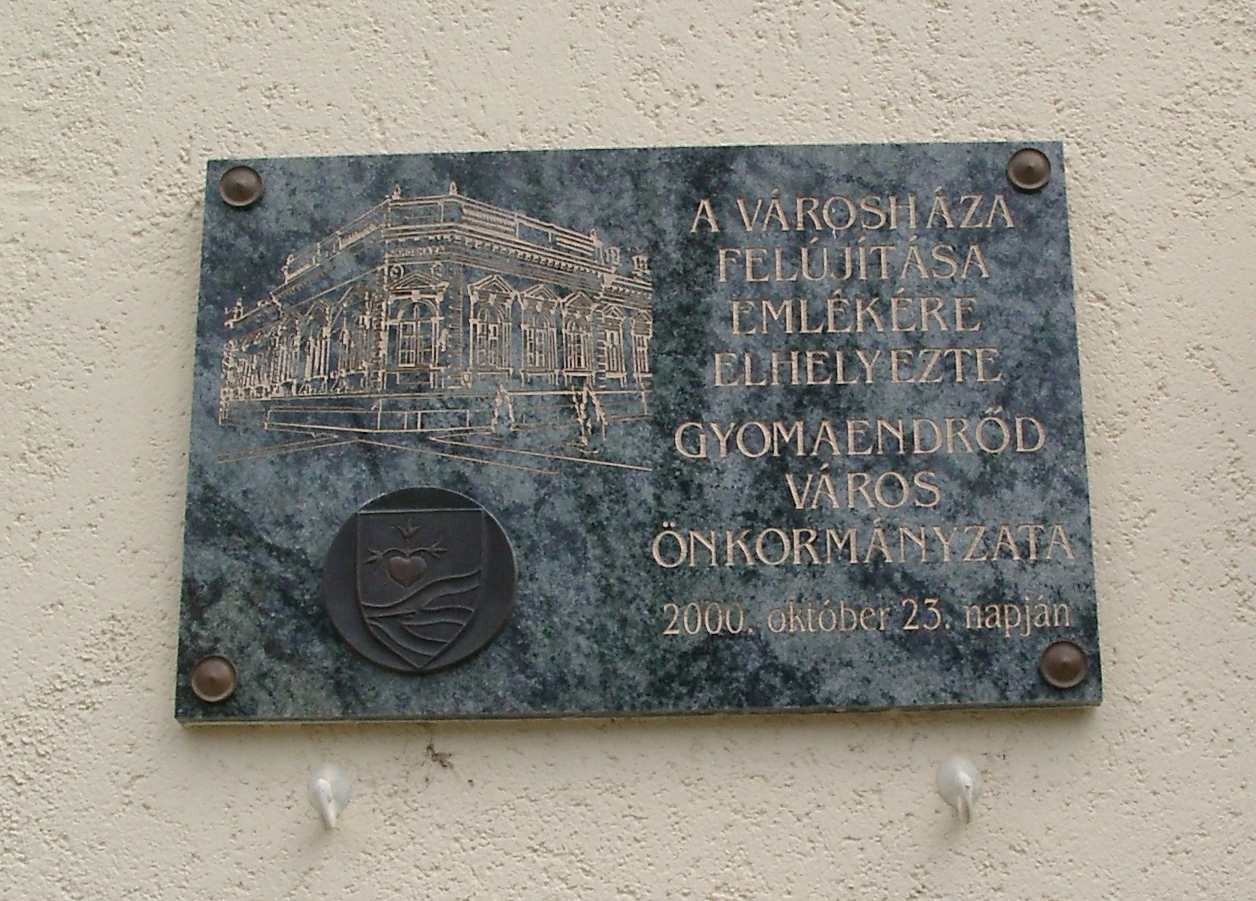 A VÁROSHÁZA
FELÚJÍTÁSA
EMLÉKÉRE
ELHELYEZTE
GYOMAENDRŐD
VÁROS
ÖNKORMÁNYZATA
2000. október 23. napján